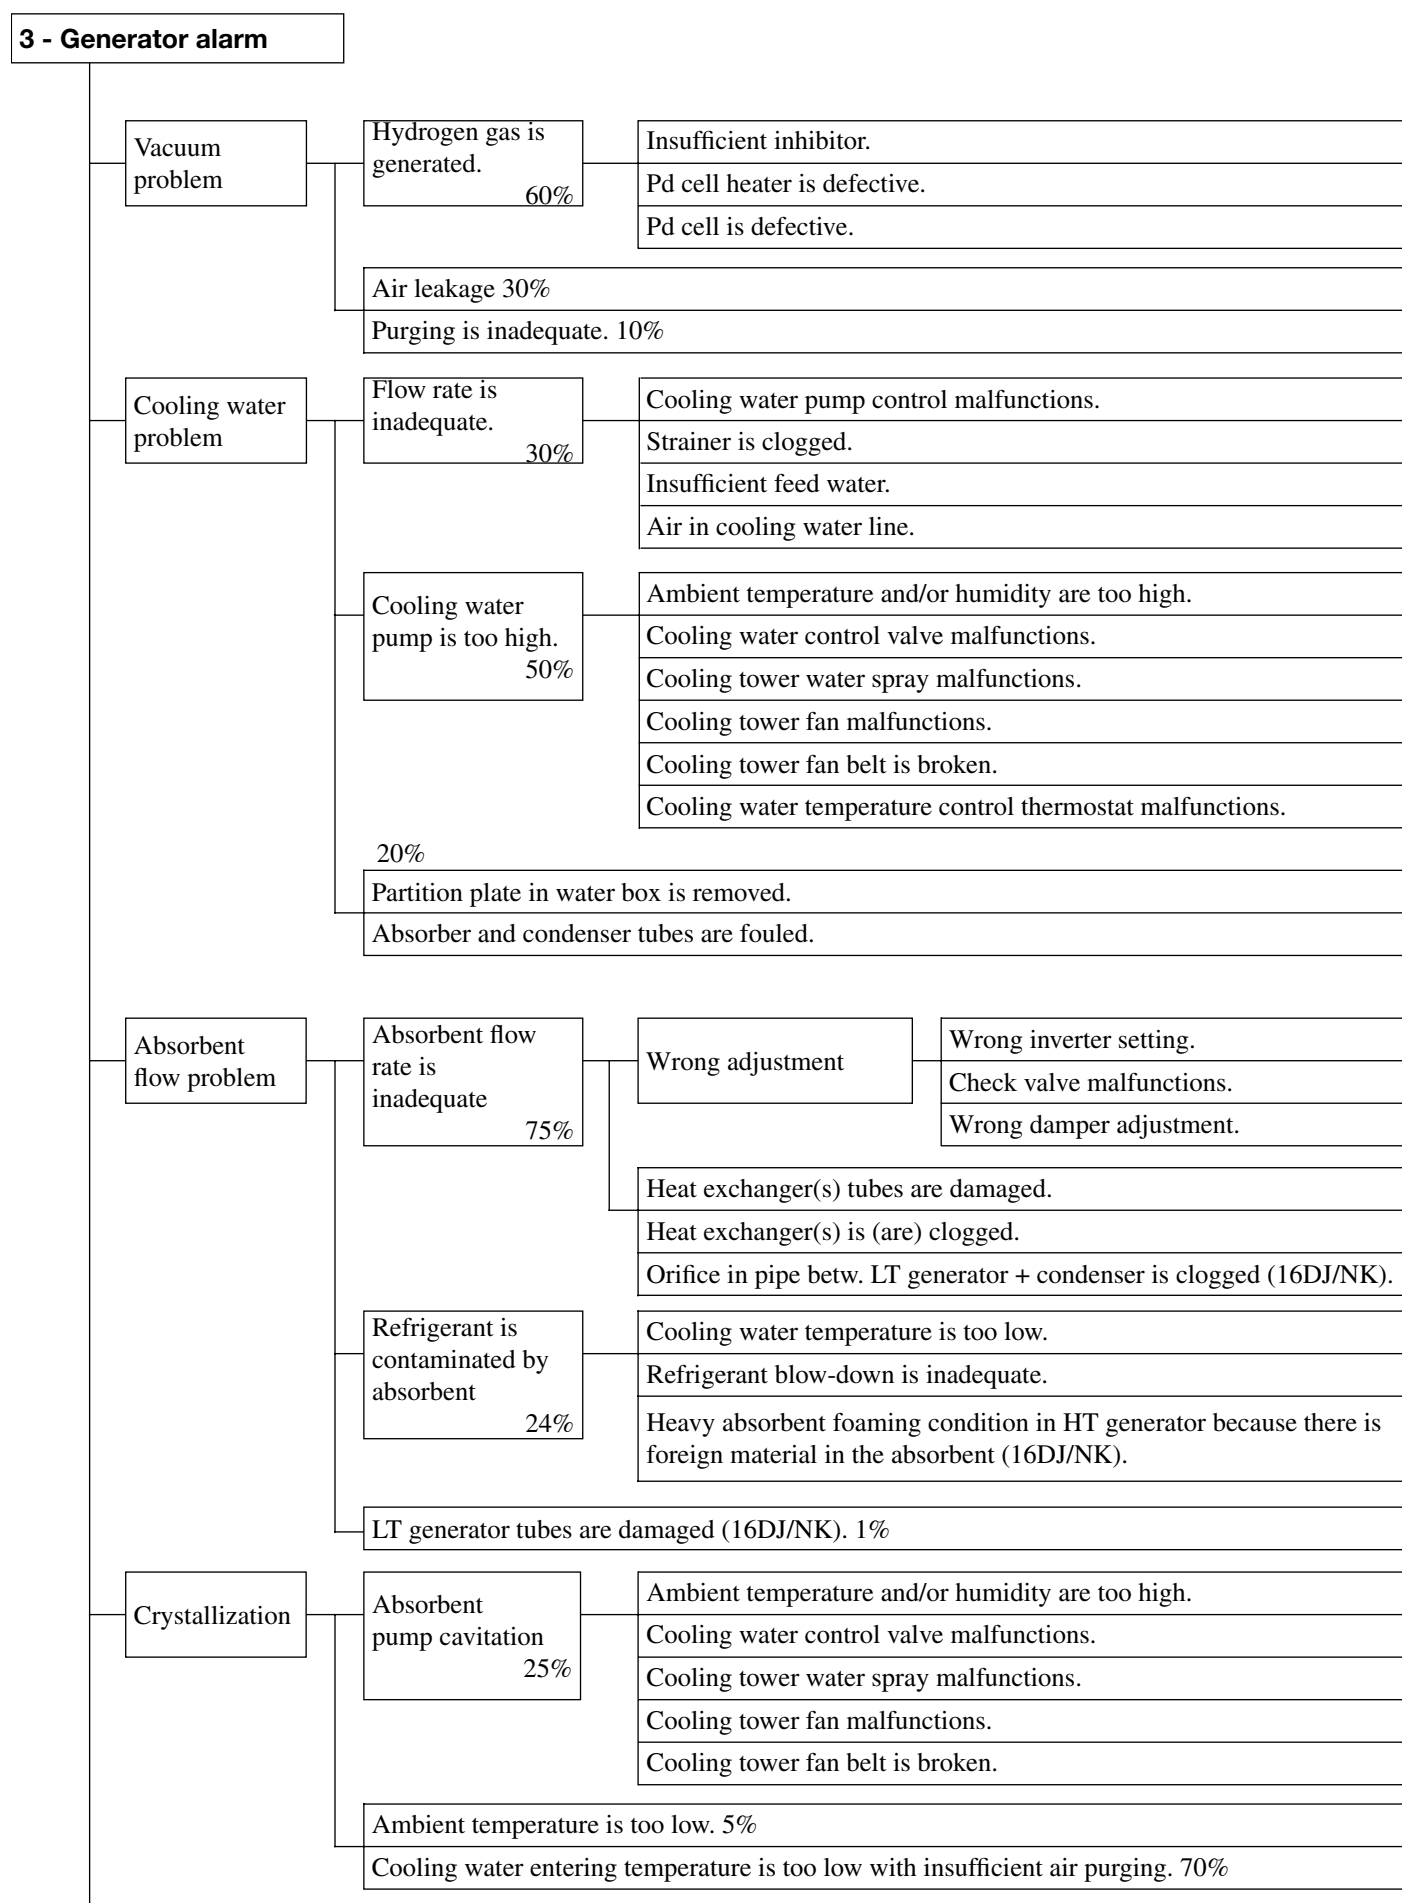 3 - Generator alarm
Vacuum
problem
Hydrogen gas is
generated.
60%
Insufficient inhibitor.
Pd cell heater is defective.
Pd cell is defective.
Air leakage 30%
Purging is inadequate. 10%
Cooling water
problem
Flow rate is
inadequate.
30%
Cooling water pump control malfunctions.
Strainer is clogged.
Insufficient feed water.
Air in cooling water line.
Cooling water
pump is too high.
50%
Ambient temperature and/or humidity are too high.
Cooling water control valve malfunctions.
Cooling tower water spray malfunctions.
Cooling tower fan malfunctions.
Cooling tower fan belt is broken.
Cooling water temperature control thermostat malfunctions.
20%
Partition plate in water box is removed.
Absorber and condenser tubes are fouled.
Absorbent
flow problem
Absorbent flow
rate is
inadequate
75%
Wrong adjustment
Wrong inverter setting.
Check valve malfunctions.
Wrong damper adjustment.
Heat exchanger(s) tubes are damaged.
Heat exchanger(s) is (are) clogged.
Orifice in pipe betw. LT generator + condenser is clogged (16DJ/NK).
Refrigerant is
contaminated by
absorbent
24%
Cooling water temperature is too low.
Refrigerant blow-down is inadequate.
Heavy absorbent foaming condition in HT generator because there is
foreign material in the absorbent (16DJ/NK).
LT generator tubes are damaged (16DJ/NK). 1%
Crystallization
Absorbent
pump cavitation
25%
Ambient temperature and/or humidity are too high.
Cooling water control valve malfunctions.
Cooling tower water spray malfunctions.
Cooling tower fan malfunctions.
Cooling tower fan belt is broken.
Ambient temperature is too low. 5%
Cooling water entering temperature is too low with insufficient air purging. 70%